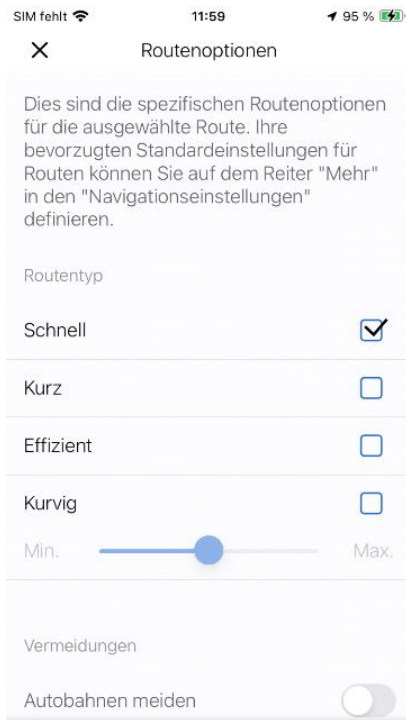 SIM fehlt 11:59 95 %
Routenoptionen
Dies sind die spezifischen Routenoptionen
für die ausgewählte Route. Ihre
bevorzugten Standardeinstellungen für
Routen können Sie auf dem Reiter "Mehr"
in den "Navigationseinstellungen"
definieren.
Routentyp
Schnell
Kurz
Effizient
Kurvig
Min. Max.
Vermeidungen
Autobahnen meiden